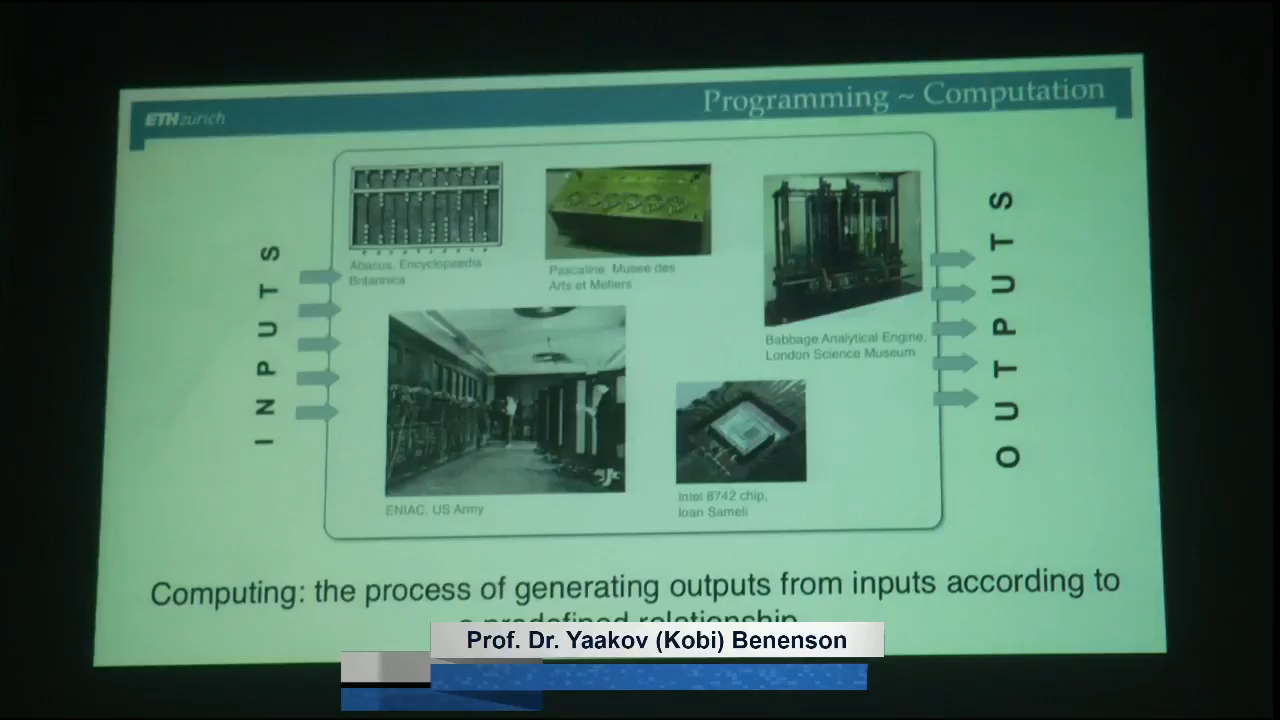 ETH zürich
Programming ~ Computation
INPUTS
Abacus, Encyclopaedia
Britannica
Pascaline, Musee des
Arts et Metiers
Babbage Analytical Engine,
London Science Museum
ENIAC, US Army
Intel 8742 chip,
Ioan Sameli
OUTPUTS
Computing: the process of generating outputs from inputs according to
a predefined relationship
Prof. Dr. Yaakov (Kobi) Benenson